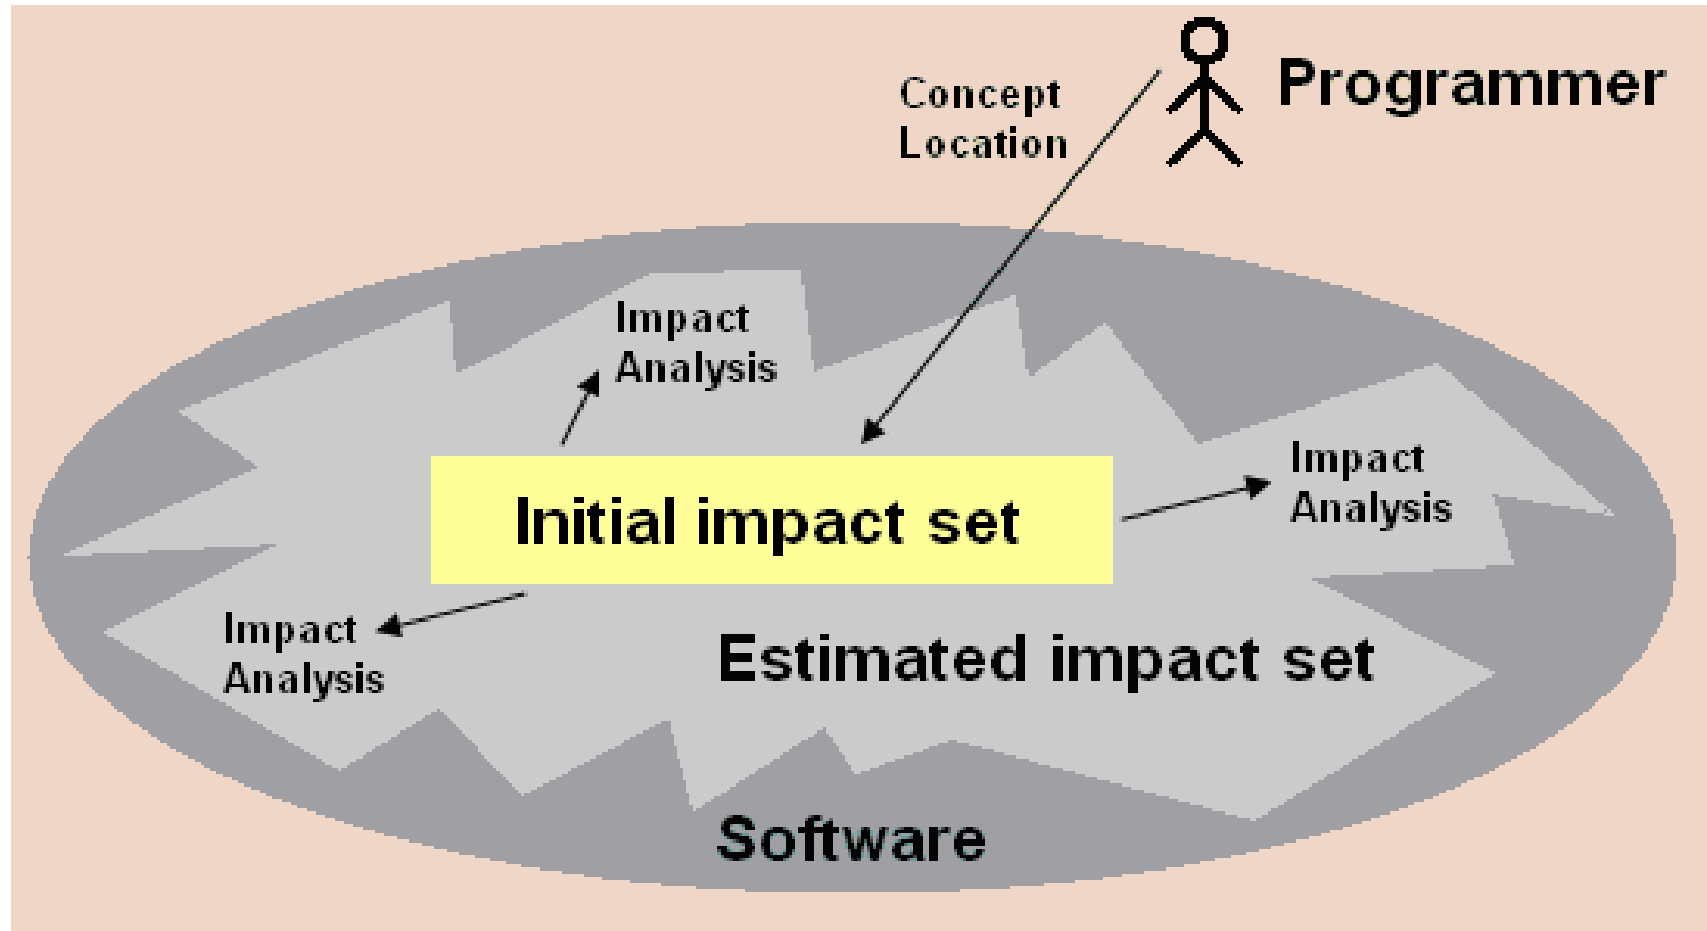 Programmer
Concept
Location
Impact
Analysis
Impact
Analysis
Initial impact set
Impact
Analysis
Estimated impact set
Software